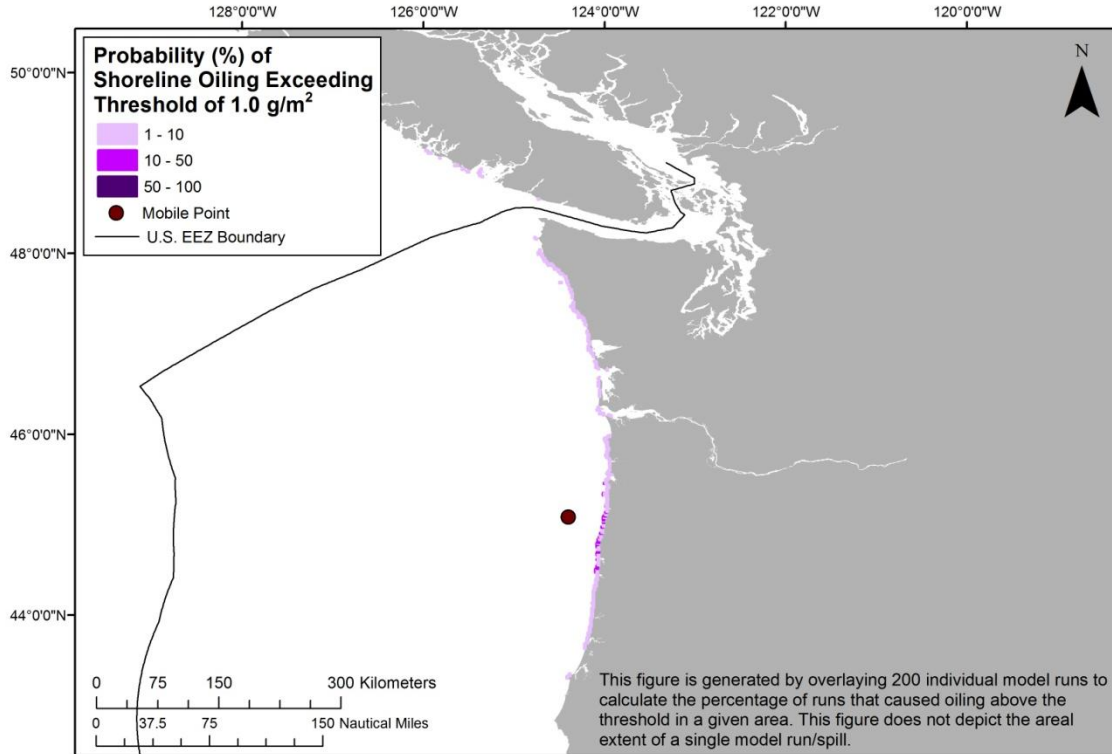 128°0'0"W 126°0'0"W 124°0'0"W 122°0'0"W 120°0'0"W
Probability (%) of
Shoreline Oiling Exceeding
Threshold of 1.0 g/m²
1 - 10
10 - 50
50 - 100
Mobile Point
U.S. EEZ Boundary
N
50°0'0"N
48°0'0"N
46°0'0"N
44°0'0"N
0 75 150 300 Kilometers
0 37.5 75 150 Nautical Miles
This figure is generated by overlaying 200 individual model runs to
calculate the percentage of runs that caused oiling above the
threshold in a given area. This figure does not depict the areal
extent of a single model run/spill.